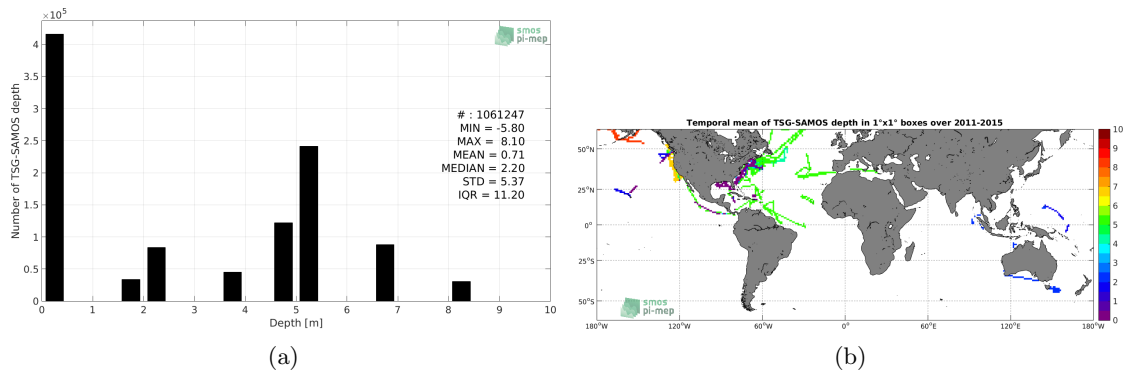 ×10⁵
4
3.5
3
2.5
2
1.5
1
0.5
0
Number of TSG-SAMOS depth
smos
pi-mep
# : 1061247
MIN = -5.80
MAX = 8.10
MEAN = 0.71
MEDIAN = 2.20
STD = 5.37
IQR = 11.20
0 1 2 3 4 5 6 7 8 9 10
Depth [m]
(a)
Temporal mean of TSG-SAMOS depth in 1°x1° boxes over 2011-2015
50°N
25°N
0°
25°S
50°S
smos
pi-mep
180°W 120°W 60°W 0° 60°E 120°E 180°W
10
9
8
7
6
5
4
3
2
1
0
(b)